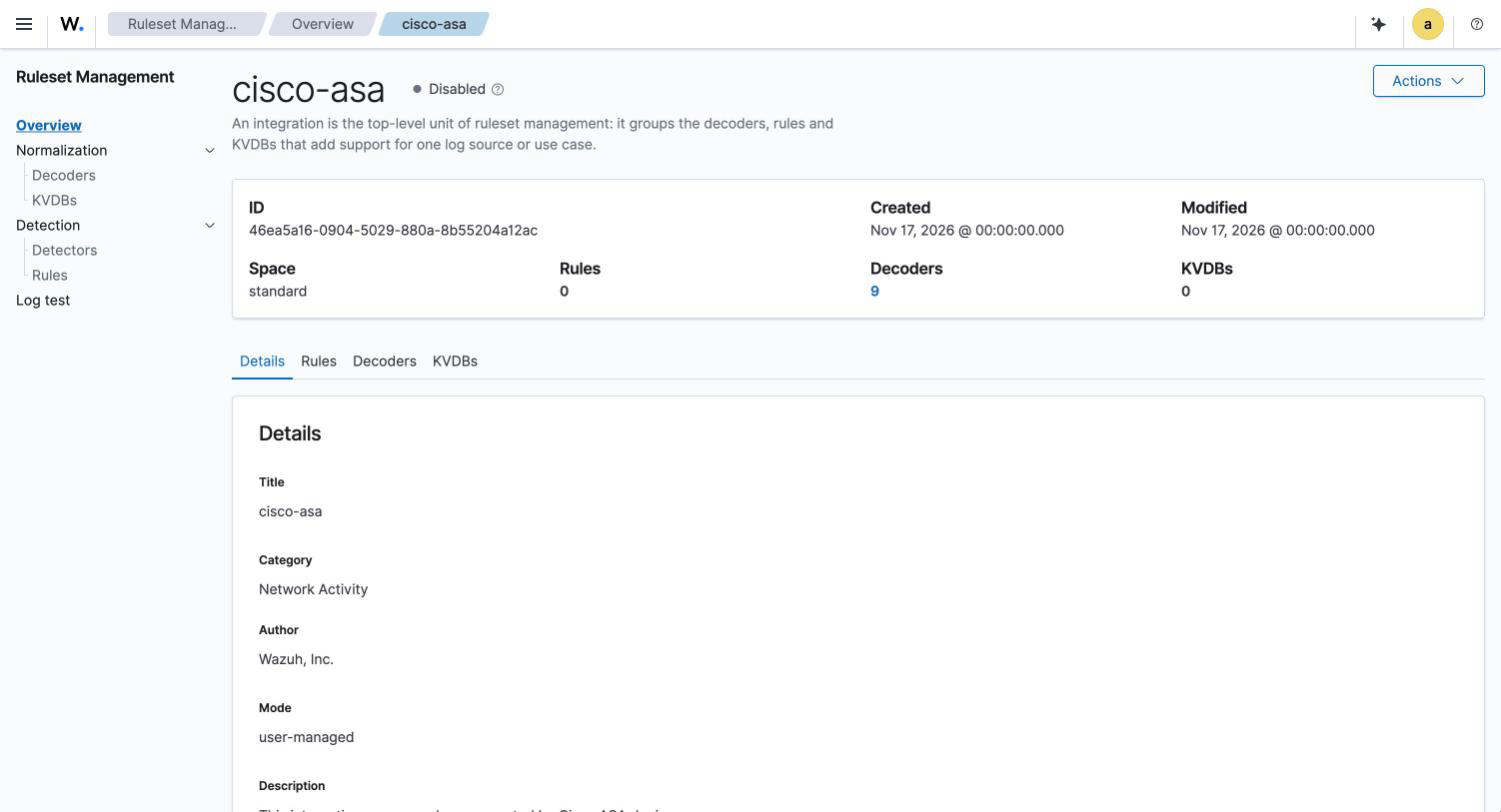 W.
Ruleset Manag...
Overview
cisco-asa
a
Ruleset Management
Overview
Normalization
Decoders
KVDBs
Detection
Detectors
Rules
Log test
cisco-asa
Disabled
Actions
An integration is the top-level unit of ruleset management: it groups the decoders, rules and
KVDBs that add support for one log source or use case.
ID
46ea5a16-0904-5029-880a-8b55204a12ac
Created
Nov 17, 2026 @ 00:00:00.000
Modified
Nov 17, 2026 @ 00:00:00.000
Space
standard
Rules
0
Decoders
9
KVDBs
0
Details Rules Decoders KVDBs
Details
Title
cisco-asa
Category
Network Activity
Author
Wazuh, Inc.
Mode
user-managed
Description